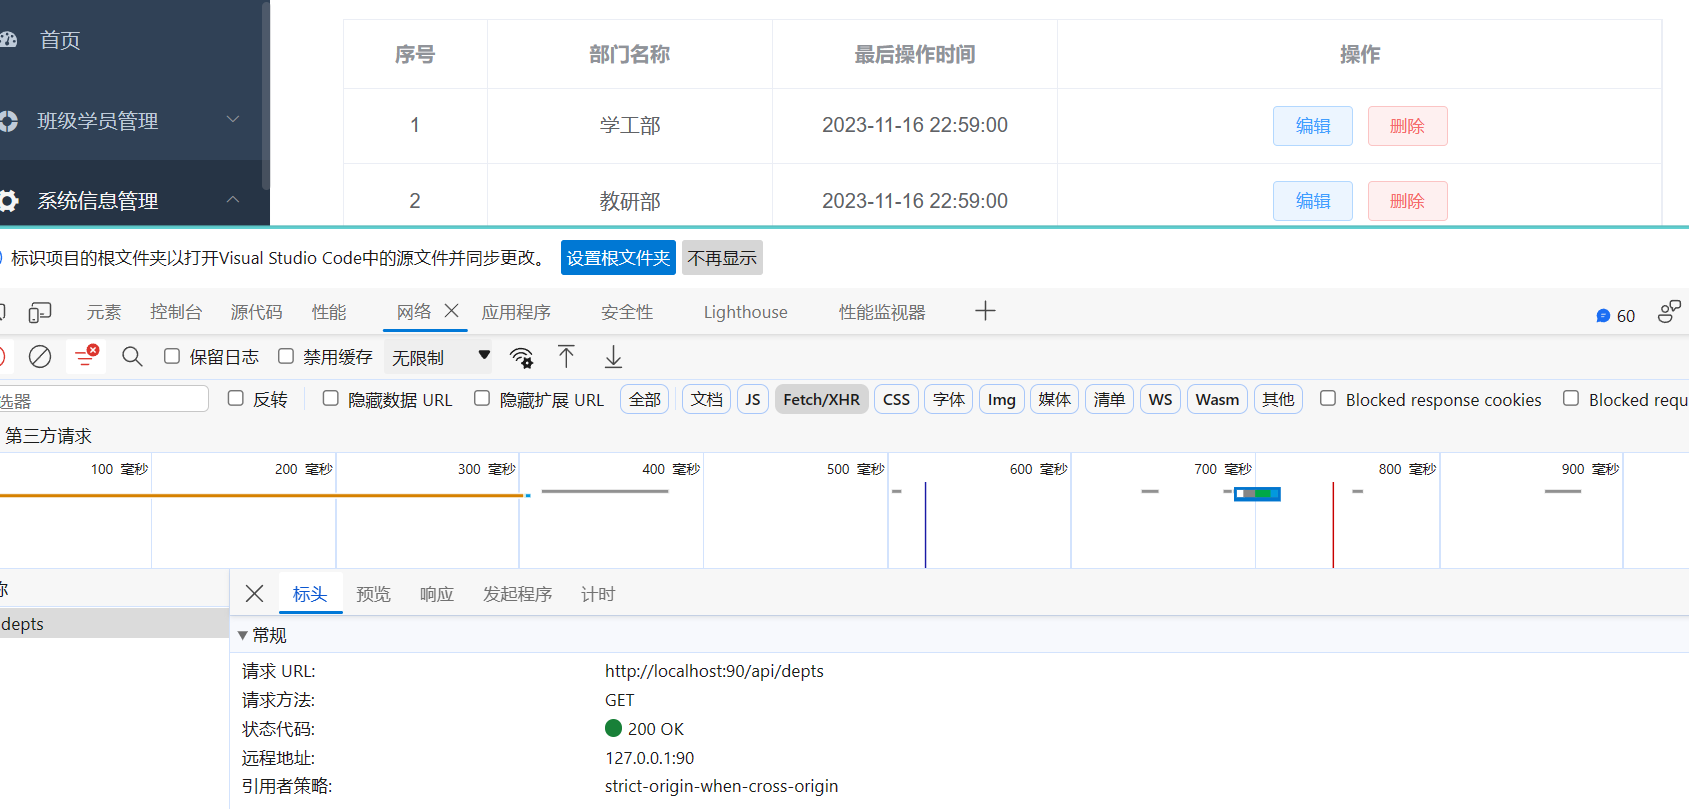 首页
班级学员管理
系统信息管理
序号 部门名称 最后操作时间 操作
1 学工部 2023-11-16 22:59:00 编辑 删除
2 教研部 2023-11-16 22:59:00 编辑 删除
标识项目的根文件夹以打开Visual Studio Code中的源文件并同步更改。 设置根文件夹 不再显示
元素 控制台 源代码 性能 网络 应用程序 安全性 Lighthouse 性能监视器 60
保留日志 禁用缓存 无限制
选器 反转 隐藏数据 URL 隐藏扩展 URL 全部 文档 JS Fetch/XHR CSS 字体 Img 媒体 清单 WS Wasm 其他 Blocked response cookies Blocked requ
第三方请求
100 毫秒 200 毫秒 300 毫秒 400 毫秒 500 毫秒 600 毫秒 700 毫秒 800 毫秒 900 毫秒
称 标头 预览 响应 发起程序 计时
depts
常规
请求 URL: http://localhost:90/api/depts
请求方法: GET
状态代码: 200 OK
远程地址: 127.0.0.1:90
引用者策略: strict-origin-when-cross-origin